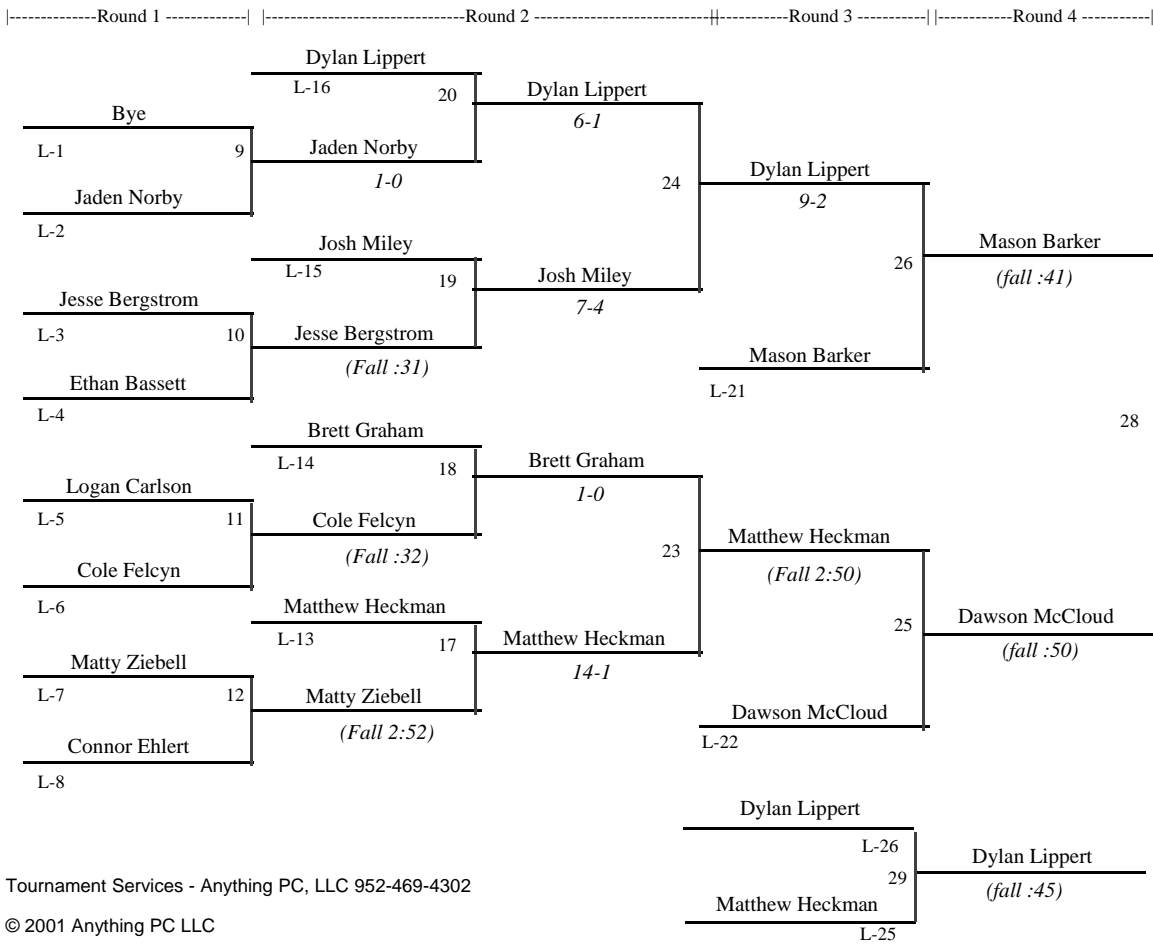 |--------------Round 1 -------------| |-------------------------------Round 2 --------------------------||-----------Round 3 -----------| |-----------Round 4 -----------|
Dylan Lippert
L-16
20
Dylan Lippert
6-1
Bye
L-1
9
Jaden Norby
1-0
Jaden Norby
L-2
24
Dylan Lippert
9-2
Josh Miley
L-15
19
Josh Miley
7-4
Jesse Bergstrom
L-3
10
Jesse Bergstrom
(Fall :31)
Ethan Bassett
L-4
26
Mason Barker
(fall :41)
Mason Barker
L-21
28
Brett Graham
L-14
18
Brett Graham
1-0
Logan Carlson
L-5
11
Cole Felcyn
(Fall :32)
Cole Felcyn
L-6
23
Matthew Heckman
(Fall 2:50)
Matthew Heckman
L-13
17
Matthew Heckman
14-1
Matty Ziebell
L-7
12
Matty Ziebell
(Fall 2:52)
Connor Ehlert
L-8
25
Dawson McCloud
(fall :50)
Dawson McCloud
L-22
Dylan Lippert
L-26
29
Dylan Lippert
(fall :45)
Matthew Heckman
L-25
Tournament Services - Anything PC, LLC 952-469-4302
© 2001 Anything PC LLC